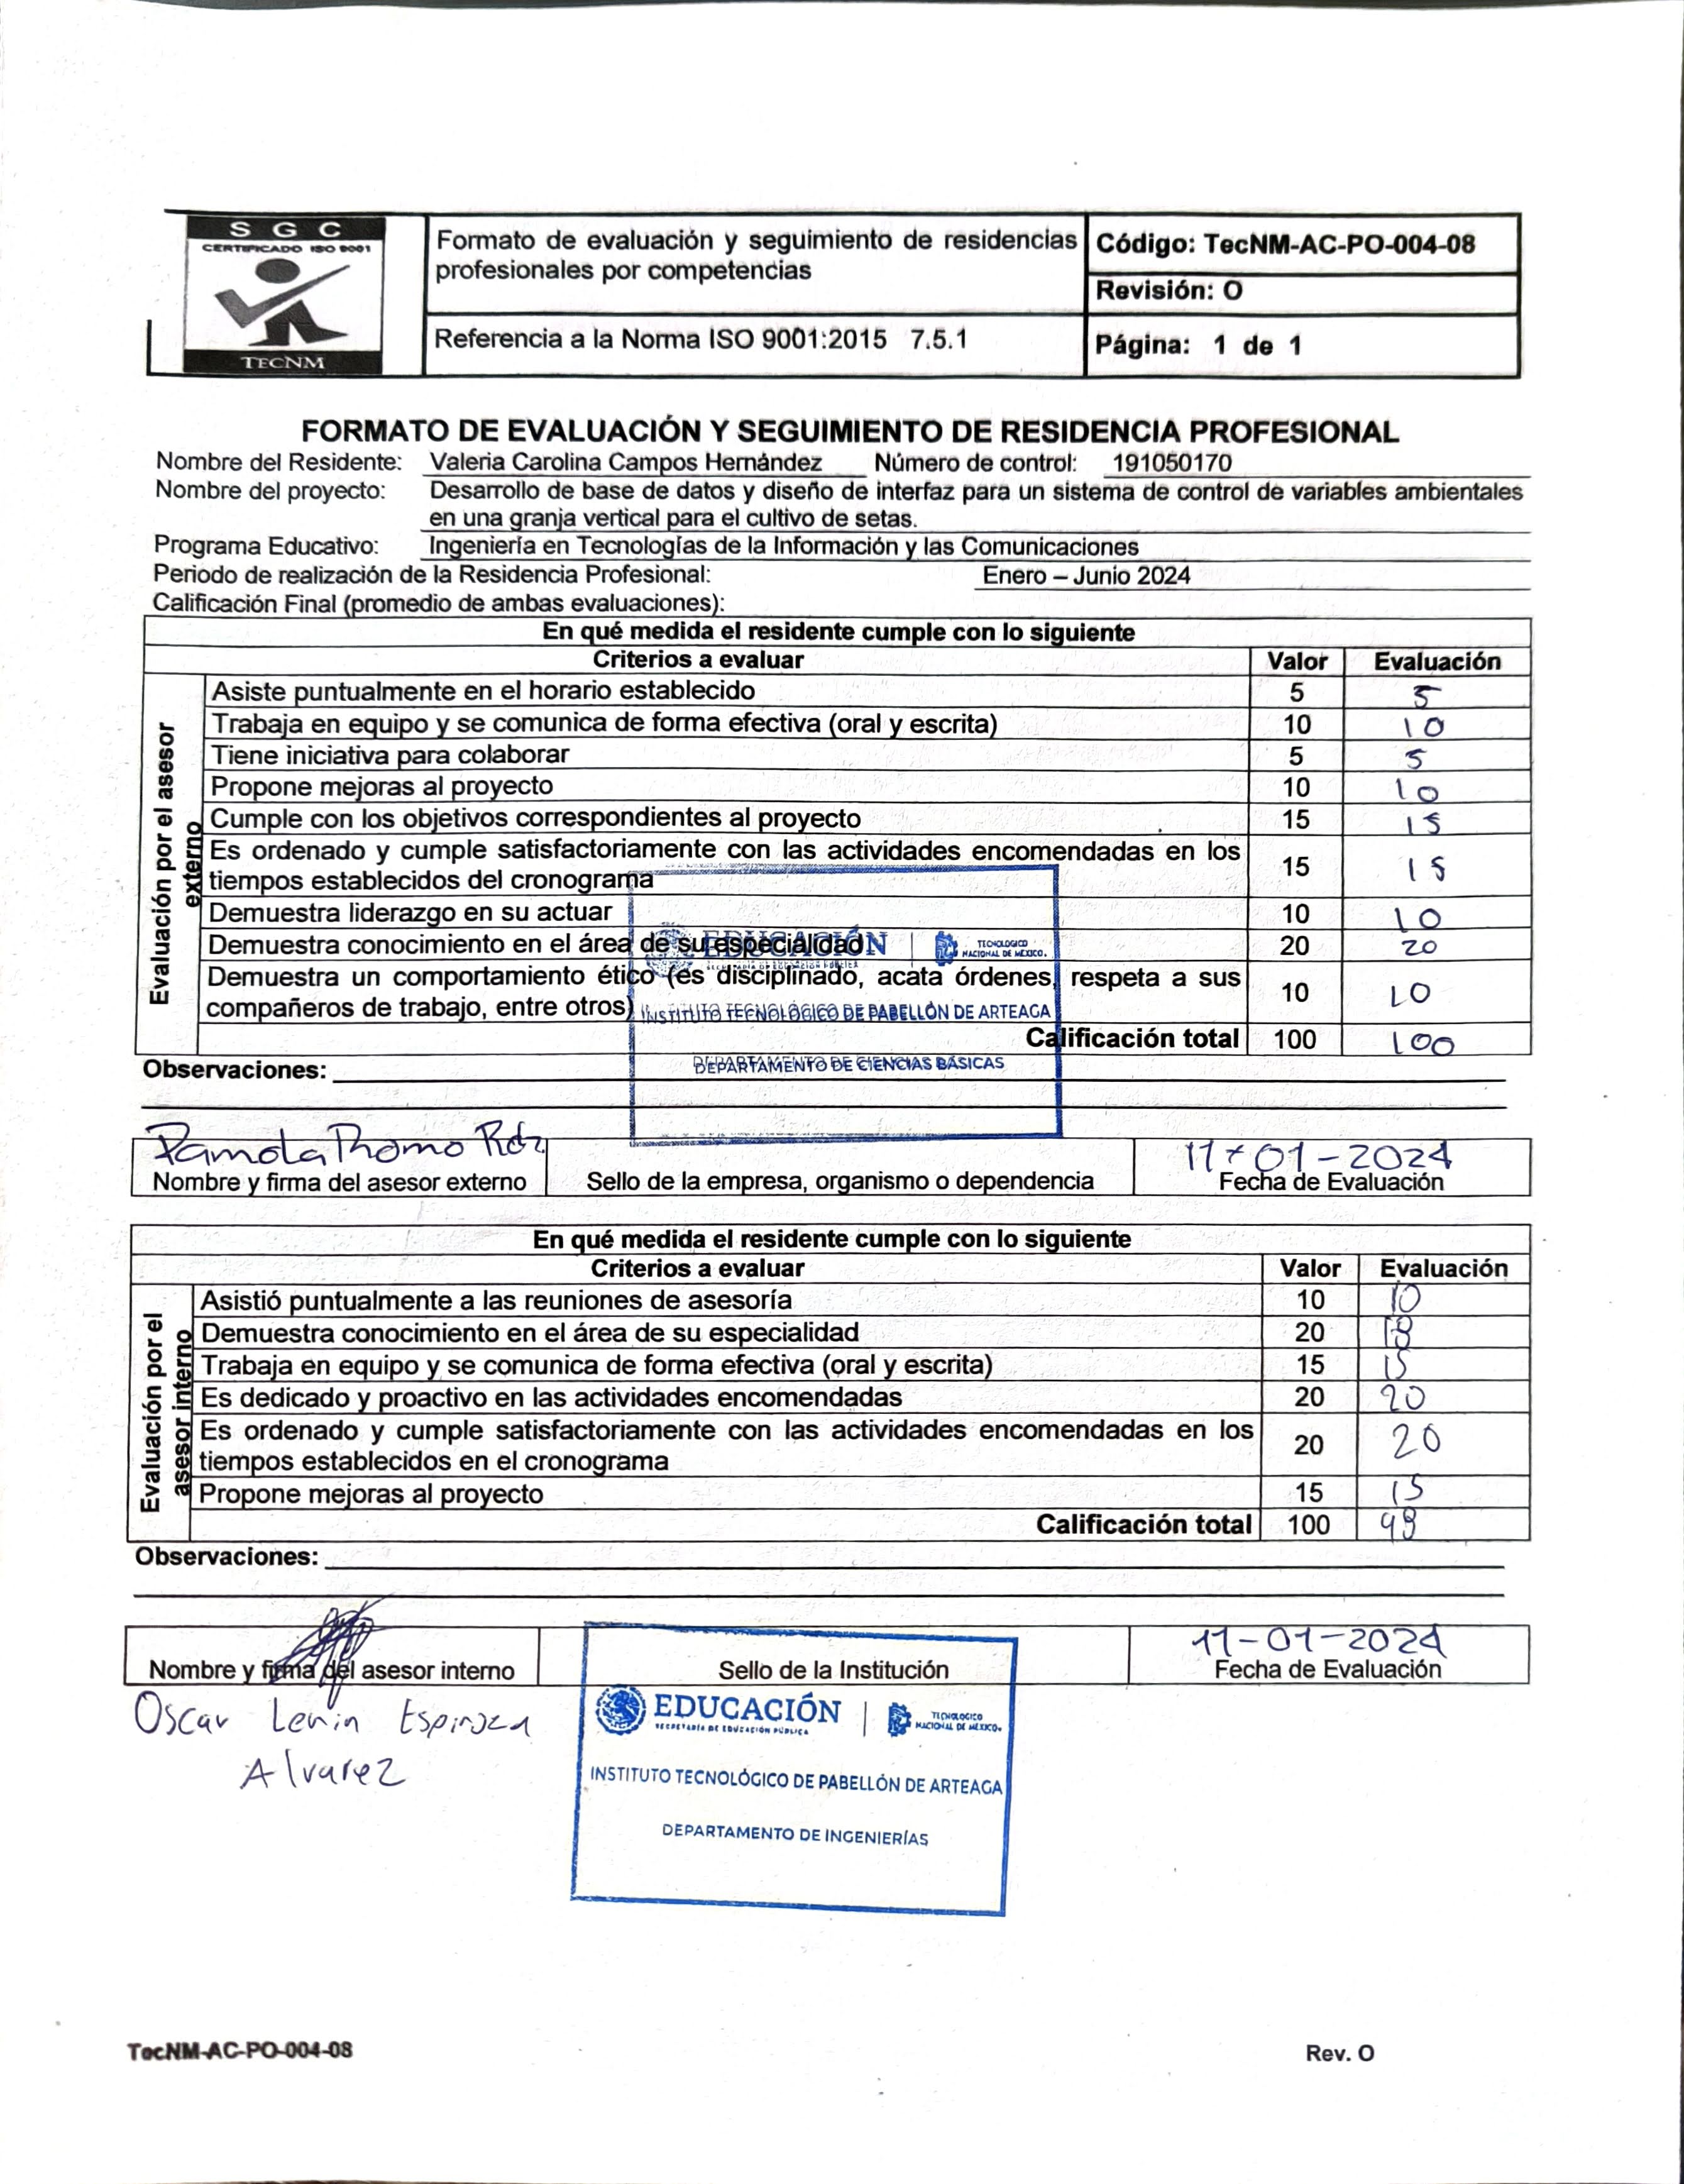 S G C
CERTIFICADO ISO 9001
TECNM
Formato de evaluación y seguimiento de residencias
profesionales por competencias
Referencia a la Norma ISO 9001:2015 7.5.1
Código: TecNM-AC-PO-004-08
Revisión: O
Página: 1 de 1
FORMATO DE EVALUACIÓN Y SEGUIMIENTO DE RESIDENCIA PROFESIONAL
Nombre del Residente: Valeria Carolina Campos Hernández Número de control: 191050170
Nombre del proyecto: Desarrollo de base de datos y diseño de interfaz para un sistema de control de variables ambientales
en una granja vertical para el cultivo de setas.
Programa Educativo: Ingeniería en Tecnologías de la Información y las Comunicaciones
Periodo de realización de la Residencia Profesional: Enero – Junio 2024
Calificación Final (promedio de ambas evaluaciones):
En qué medida el residente cumple con lo siguiente
Criterios a evaluar Valor Evaluación
Evaluación por el asesor
externo
Asiste puntualmente en el horario establecido 5 5
Trabaja en equipo y se comunica de forma efectiva (oral y escrita) 10 10
Tiene iniciativa para colaborar 5 5
Propone mejoras al proyecto 10 10
Cumple con los objetivos correspondientes al proyecto 15 15
Es ordenado y cumple satisfactoriamente con las actividades encomendadas en los
tiempos establecidos del cronograma 15 15
Demuestra liderazgo en su actuar 10 10
Demuestra conocimiento en el área de su especialidad 20 20
Demuestra un comportamiento ético (es disciplinado, acata órdenes, respeta a sus
compañeros de trabajo, entre otros) 10 10
Calificación total 100 100
EDUCACIÓN
SECRETARÍA DE EDUCACIÓN PÚBLICA
TECNOLÓGICO
NACIONAL DE MÉXICO.
INSTITUTO TECNOLÓGICO DE PABELLÓN DE ARTEAGA
DEPARTAMENTO DE CIENCIAS BÁSICAS
Observaciones:
Rdz 11-01-2024
Nombre y firma del asesor externo Sello de la empresa, organismo o dependencia Fecha de Evaluación
En qué medida el residente cumple con lo siguiente
Criterios a evaluar Valor Evaluación
Evaluación por el
asesor interno
Asistió puntualmente a las reuniones de asesoría 10 10
Demuestra conocimiento en el área de su especialidad 20 18
Trabaja en equipo y se comunica de forma efectiva (oral y escrita) 15 15
Es dedicado y proactivo en las actividades encomendadas 20 20
Es ordenado y cumple satisfactoriamente con las actividades encomendadas en los
tiempos establecidos en el cronograma 20 20
Propone mejoras al proyecto 15 15
Calificación total 100 98
Observaciones:
11-01-2024
Nombre y firma del asesor interno Sello de la Institución Fecha de Evaluación
Oscar Lenin Espinoza
Alvarez
EDUCACIÓN
SECRETARÍA DE EDUCACIÓN PÚBLICA
TECNOLÓGICO
NACIONAL DE MÉXICO.
INSTITUTO TECNOLÓGICO DE PABELLÓN DE ARTEAGA
DEPARTAMENTO DE INGENIERÍAS
TecNM-AC-PO-004-08 Rev. O